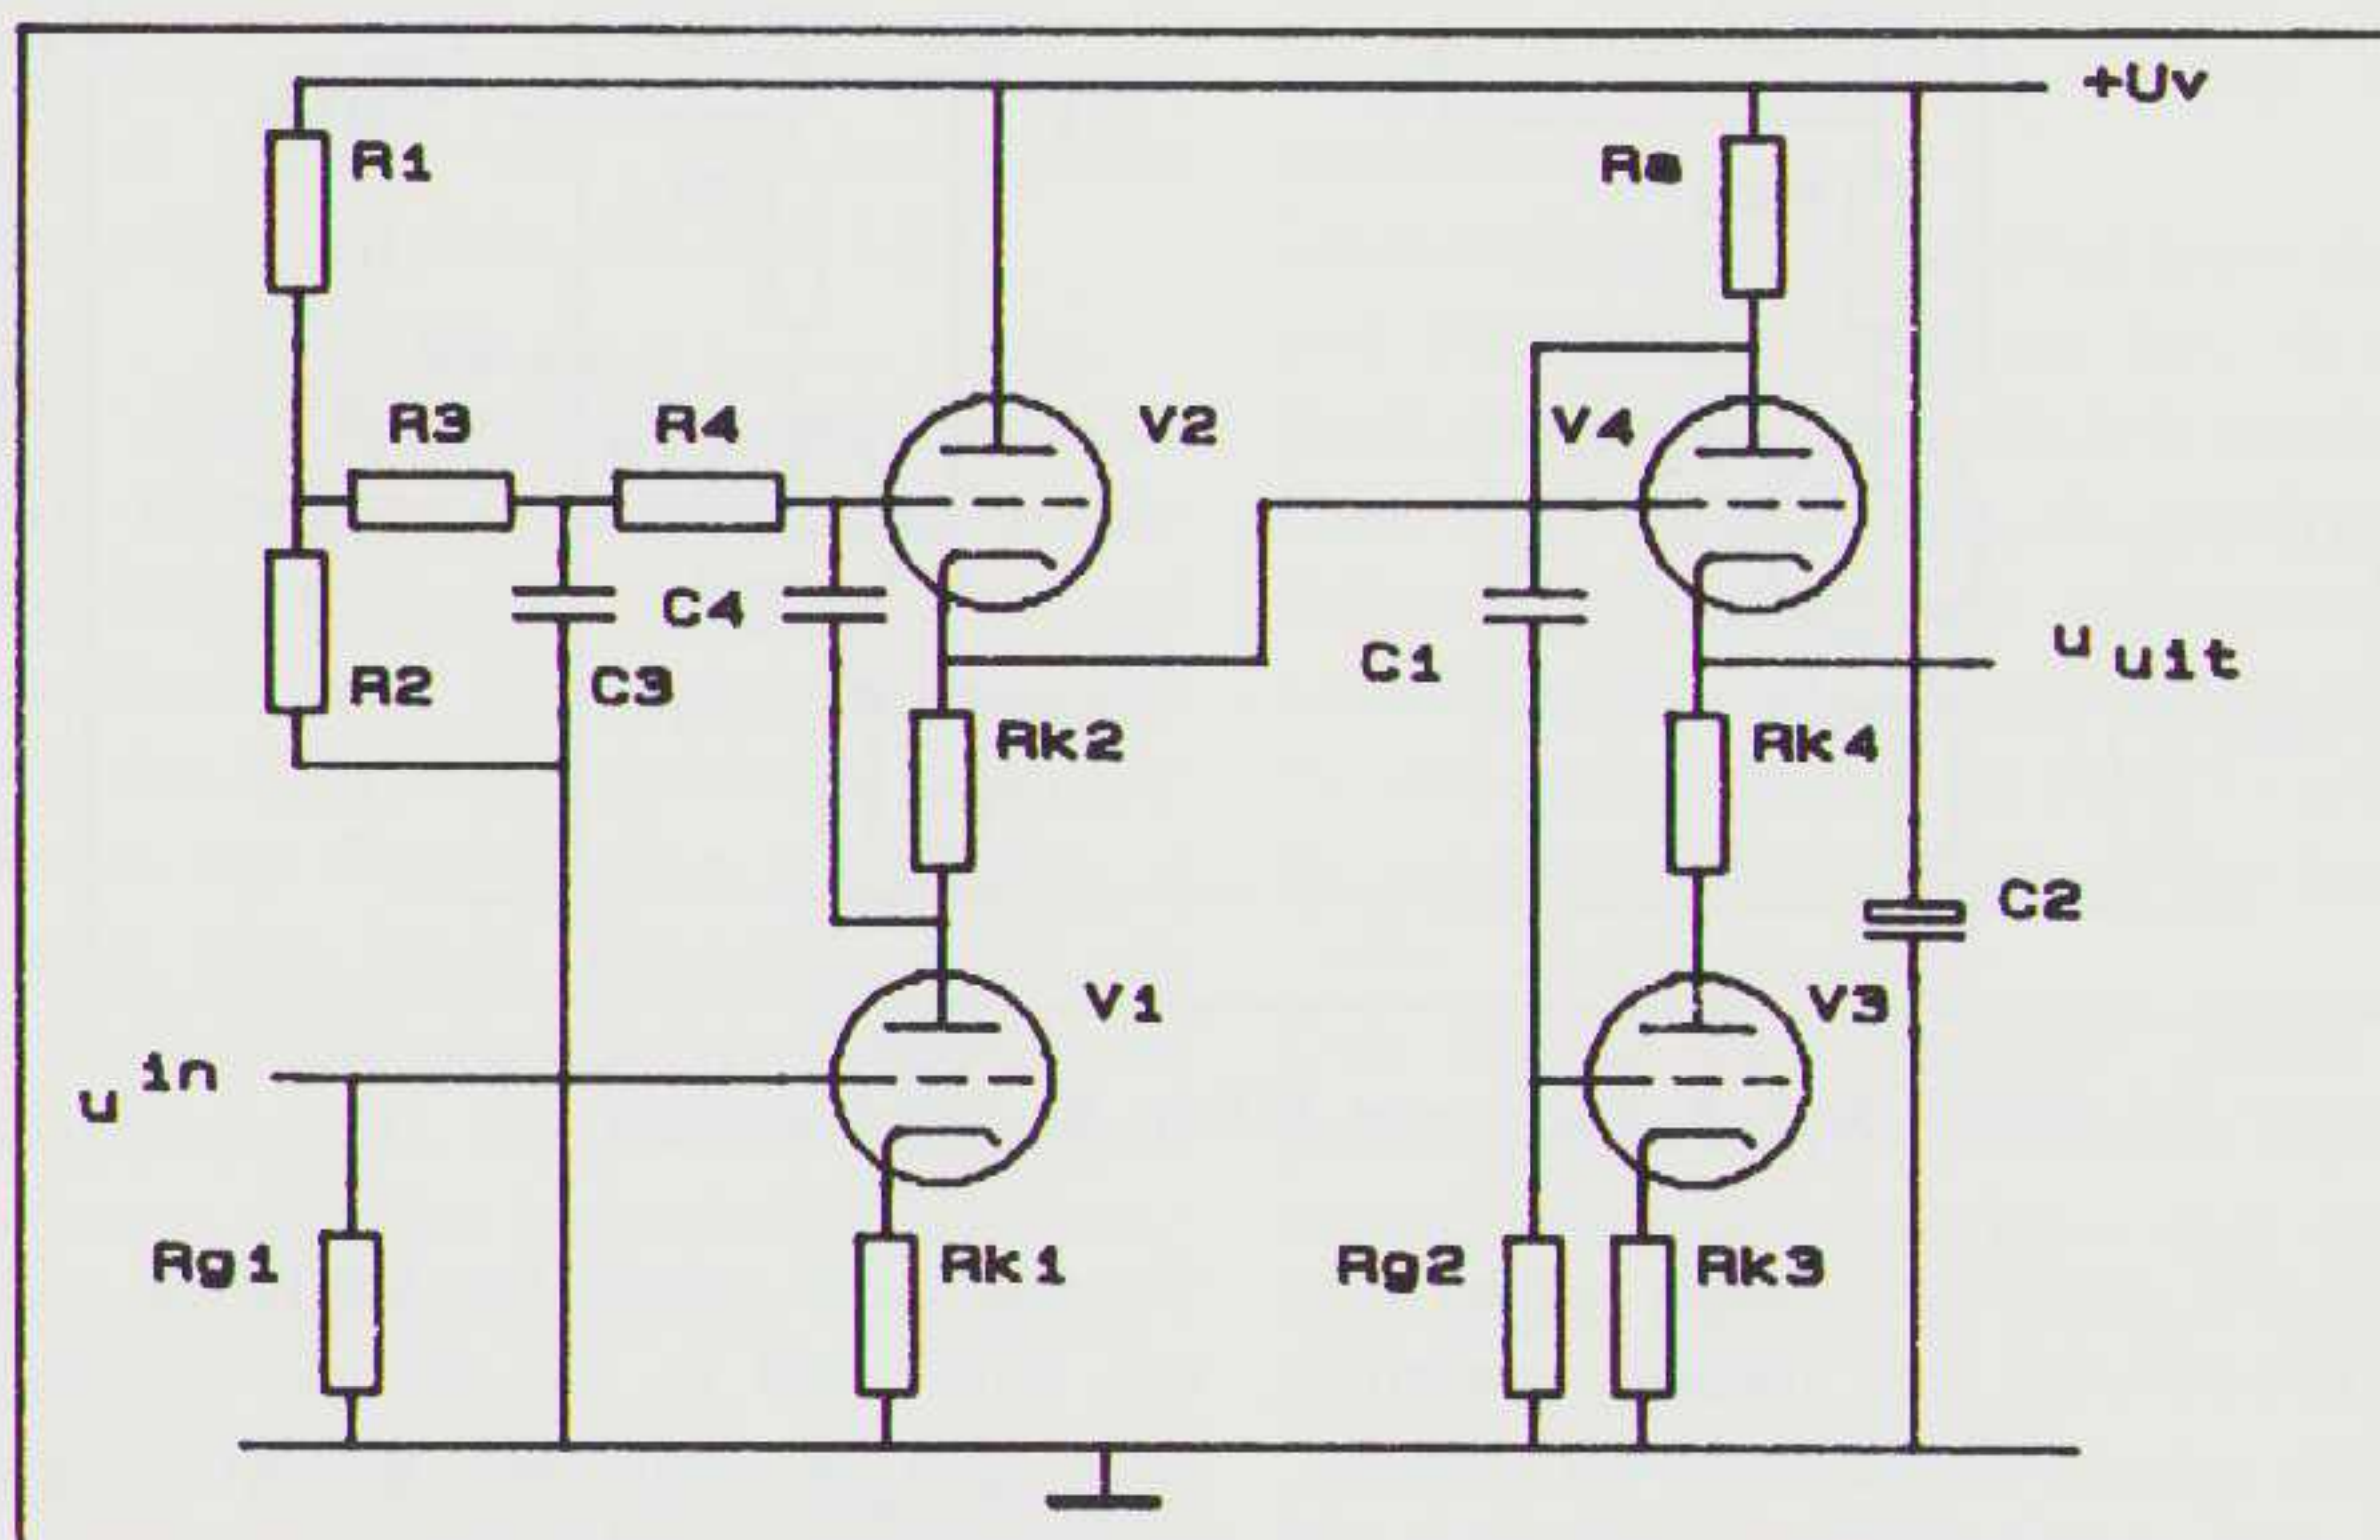 +Uv
R1
Ra
R3
R4
V2
V4
C4
C1
u uit
R2
C3
Rk2
Rk4
C2
V1
V3
u in
Rg1
Rk1
Rg2
Rk3